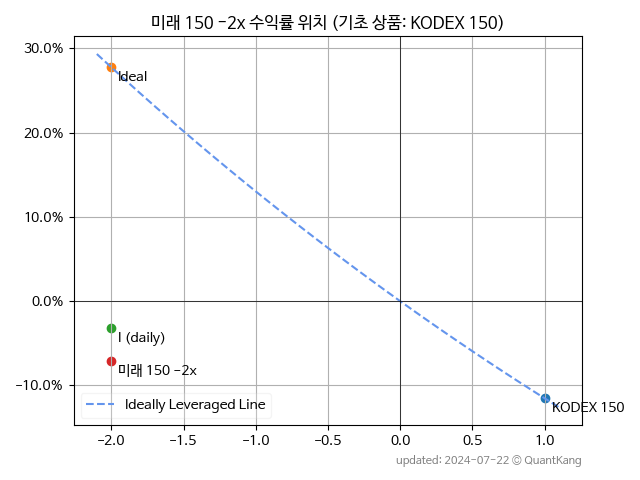 미래 150 -2x 수익률 위치 (기초 상품: KODEX 150)
30.0%
20.0%
10.0%
0.0%
-10.0%
Ideal
I (daily)
미래 150 -2x
KODEX 150
Ideally Leveraged Line
-2.0 -1.5 -1.0 -0.5 0.0 0.5 1.0
updated: 2024-07-22 © QuantKang